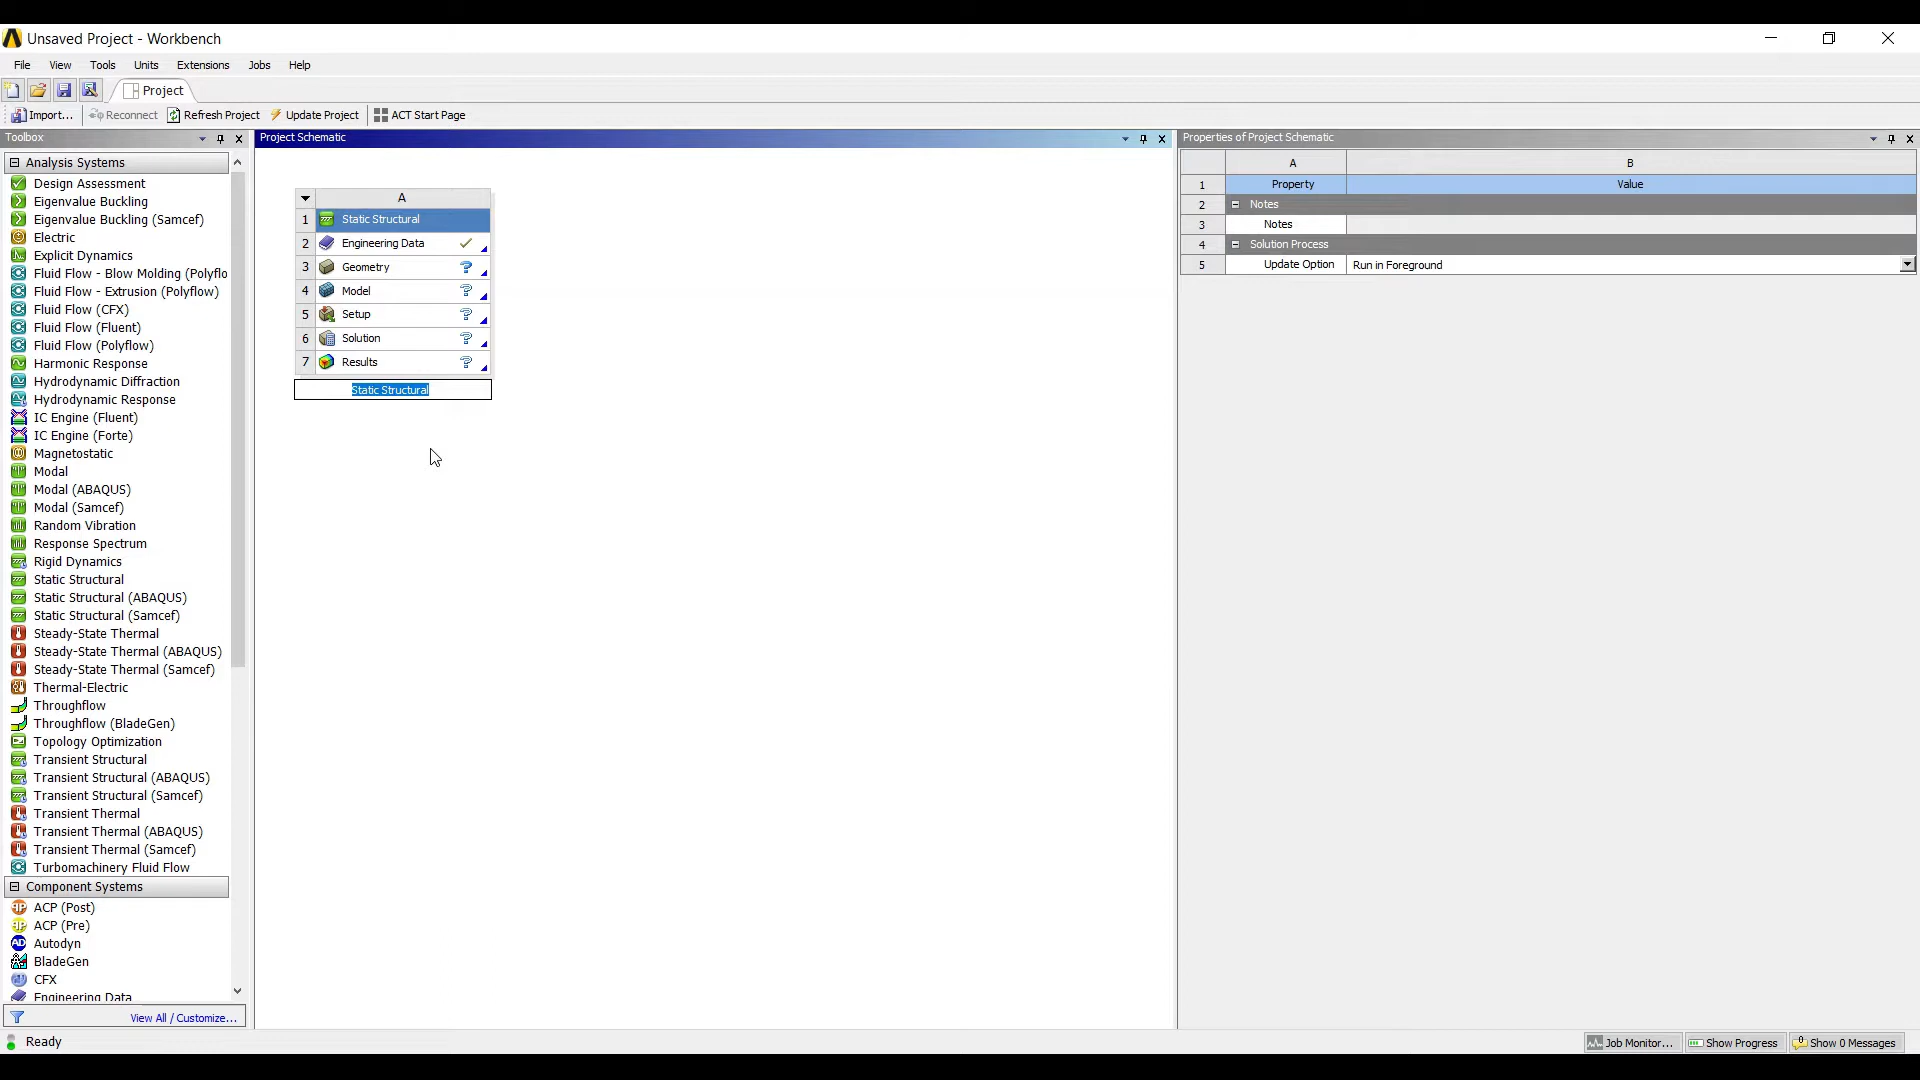 Unsaved Project - Workbench
File View Tools Units Extensions Jobs Help
Project
Import... Reconnect Refresh Project Update Project ACT Start Page
Toolbox
Analysis Systems
Design Assessment
Eigenvalue Buckling
Eigenvalue Buckling (Samcef)
Electric
Explicit Dynamics
Fluid Flow - Blow Molding (Polyflo
Fluid Flow - Extrusion (Polyflow)
Fluid Flow (CFX)
Fluid Flow (Fluent)
Fluid Flow (Polyflow)
Harmonic Response
Hydrodynamic Diffraction
Hydrodynamic Response
IC Engine (Fluent)
IC Engine (Forte)
Magnetostatic
Modal
Modal (ABAQUS)
Modal (Samcef)
Random Vibration
Response Spectrum
Rigid Dynamics
Static Structural
Static Structural (ABAQUS)
Static Structural (Samcef)
Steady-State Thermal
Steady-State Thermal (ABAQUS)
Steady-State Thermal (Samcef)
Thermal-Electric
Throughflow
Throughflow (BladeGen)
Topology Optimization
Transient Structural
Transient Structural (ABAQUS)
Transient Structural (Samcef)
Transient Thermal
Transient Thermal (ABAQUS)
Transient Thermal (Samcef)
Turbomachinery Fluid Flow
Component Systems
ACP (Post)
ACP (Pre)
Autodyn
BladeGen
CFX
Engineering Data
View All / Customize...
Project Schematic
A
1 Static Structural
2 Engineering Data
3 Geometry ?
4 Model ?
5 Setup ?
6 Solution ?
7 Results ?
Static Structural
Properties of Project Schematic
A B
1 Property Value
2 Notes
3 Notes
4 Solution Process
5 Update Option Run in Foreground
Ready
Job Monitor... Show Progress Show 0 Messages